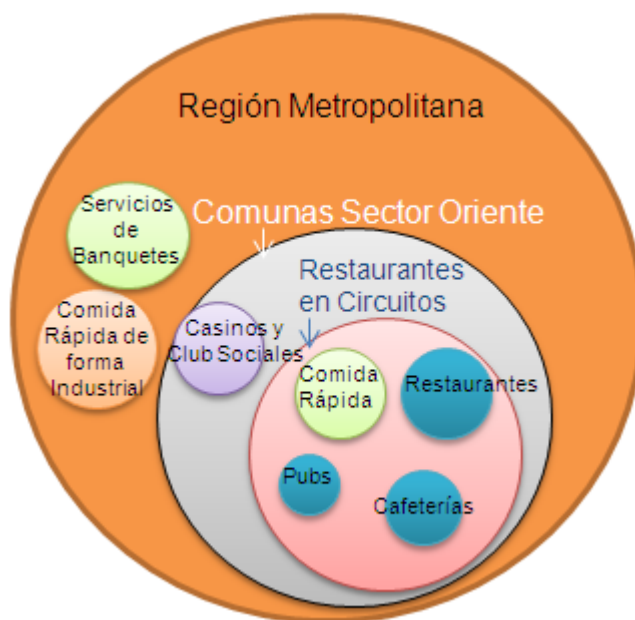 Región Metropolitana
Servicios
de
Banquetes
Comunas Sector Oriente
Restaurantes
en Circuitos
Comida
Rápida de
forma
Industrial
Casinos y
Club Sociales
Comida
Rápida
Restaurantes
Pubs
Cafeterías